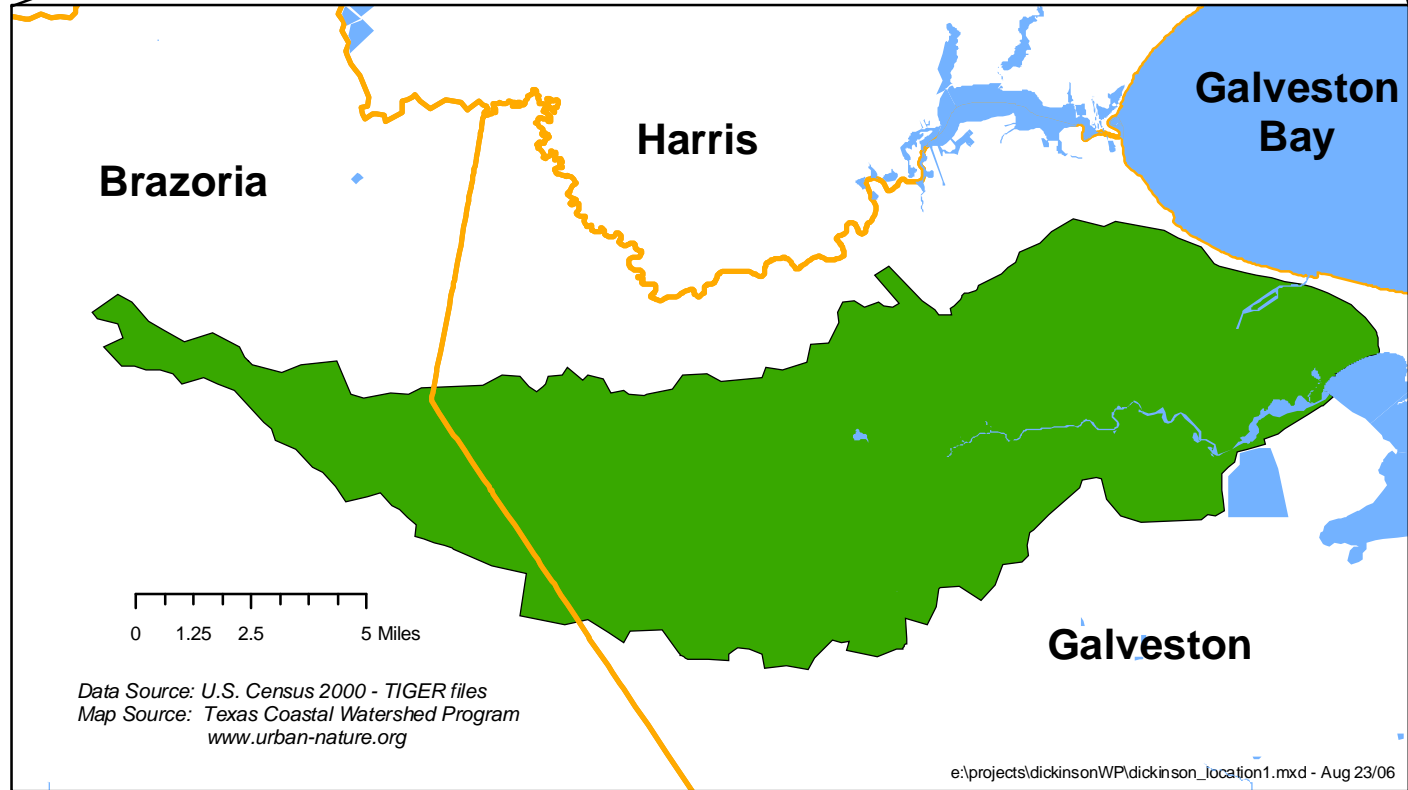 Galveston
Bay
Harris
Brazoria
0 1.25 2.5 5 Miles
Galveston
Data Source: U.S. Census 2000 - TIGER files
Map Source: Texas Coastal Watershed Program
www.urban-nature.org
e:\projects\dickinsonWP\dickinson_location1.mxd - Aug 23/06